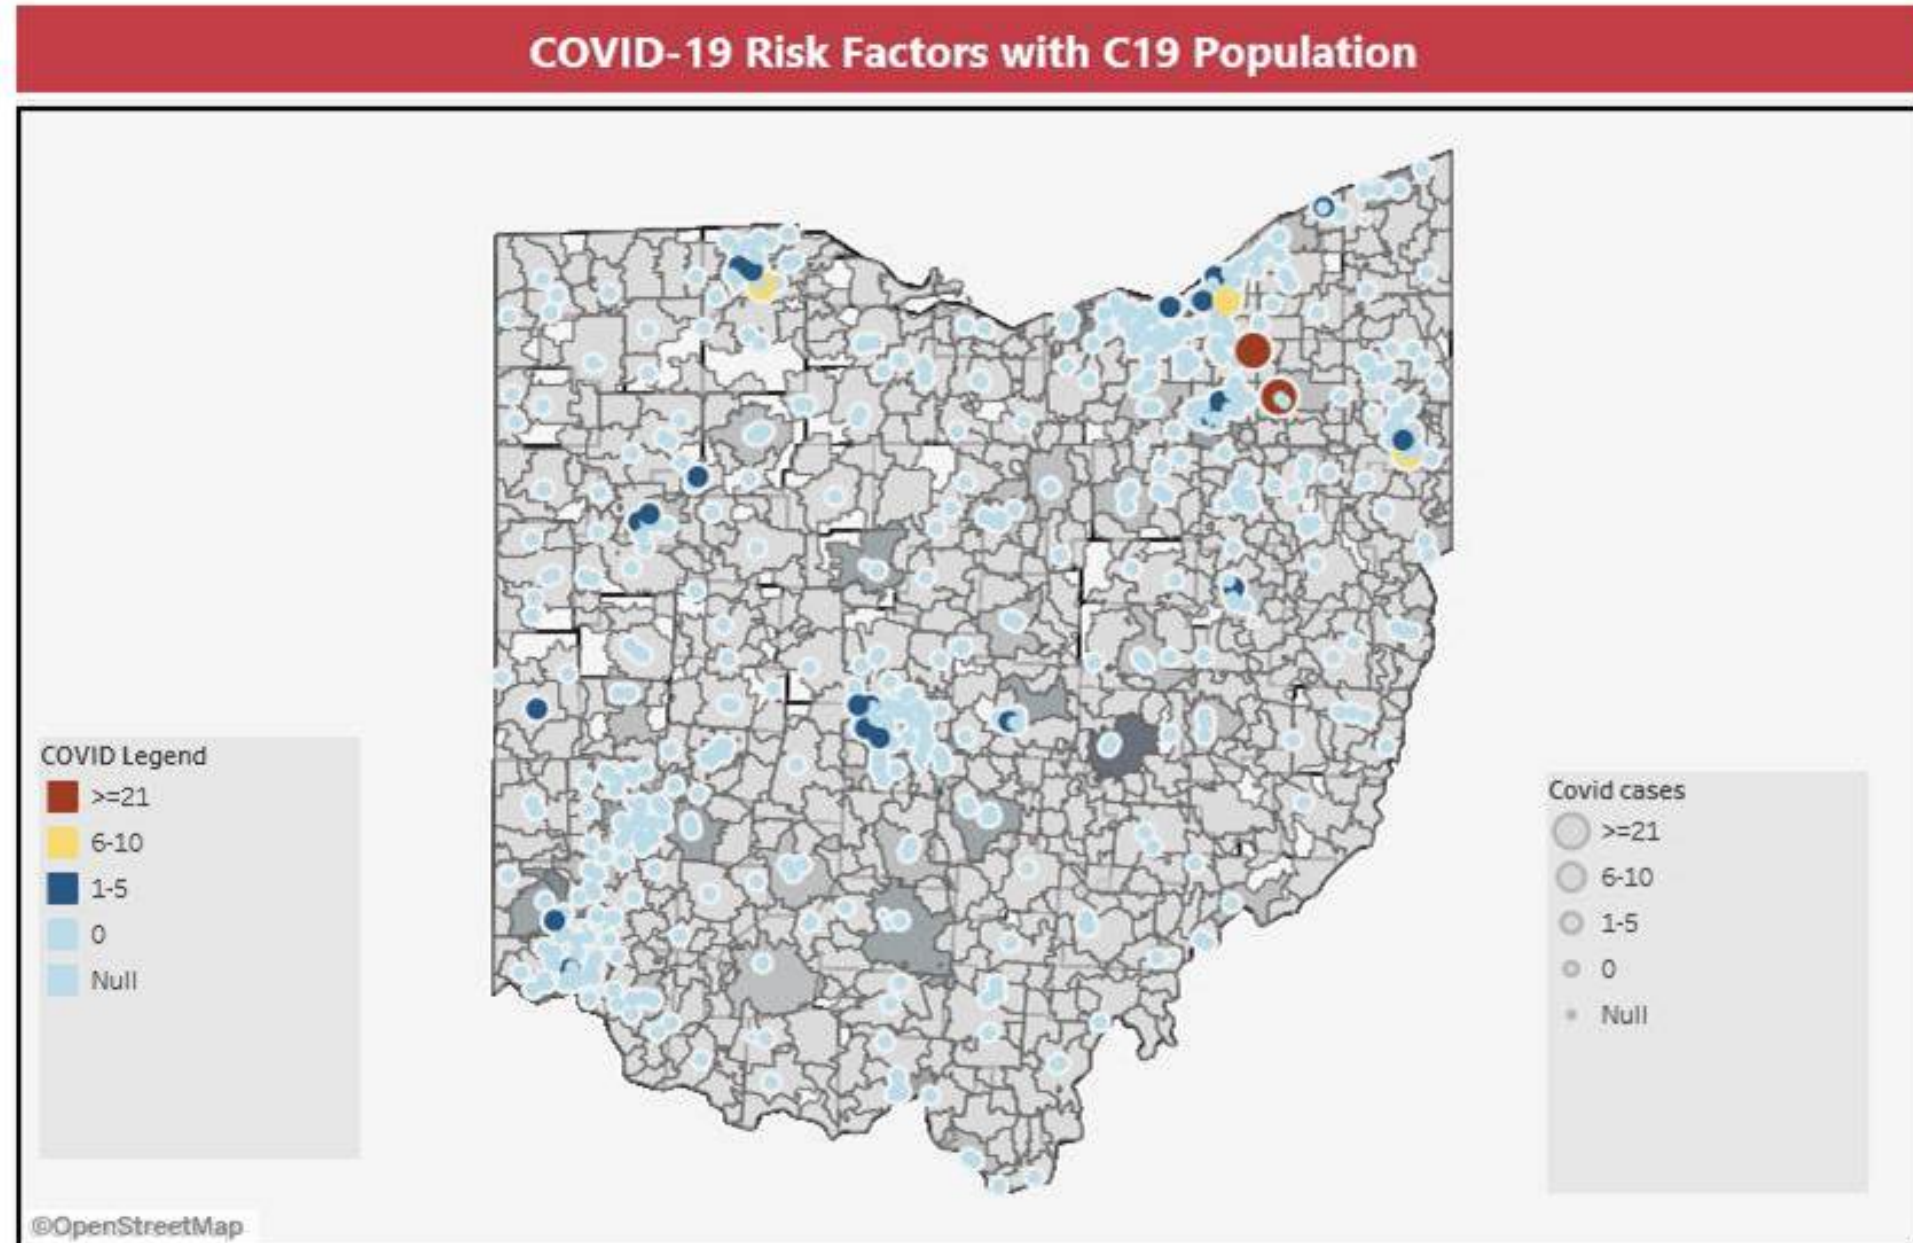 COVID-19 Risk Factors with C19 Population
COVID Legend
>=21
6-10
1-5
0
Null
Covid cases
>=21
6-10
1-5
0
Null
©OpenStreetMap